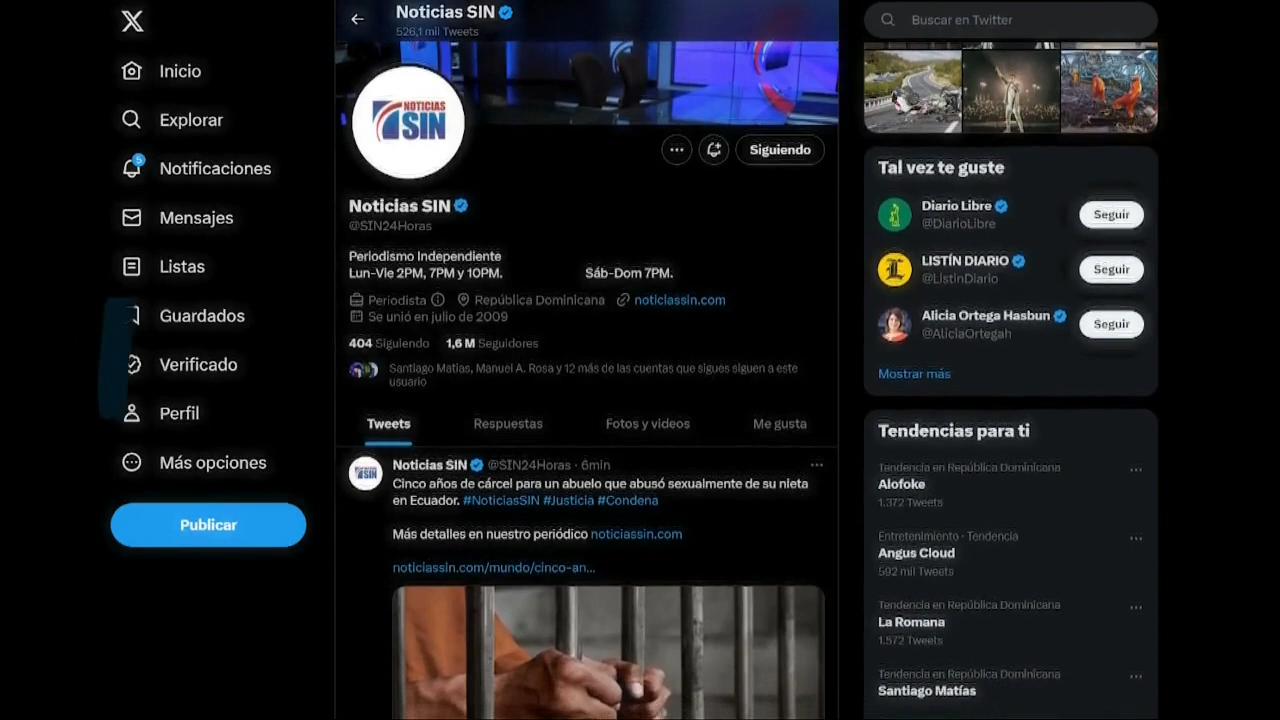 Inicio
Explorar
5
Notificaciones
Mensajes
Listas
Guardados
Verificado
Perfil
Más opciones
Publicar
Noticias SIN
526,1 mil Tweets
NOTICIAS
SIN
Siguiendo
Noticias SIN
@SIN24Horas
Periodismo Independiente
Lun-Vie 2PM, 7PM y 10PM. Sáb-Dom 7PM.
Periodista República Dominicana noticiassin.com
Se unió en julio de 2009
404 Siguiendo 1,6 M Seguidores
Santiago Matías, Manuel A. Rosa y 12 más de las cuentas que sigues siguen a este
usuario
Tweets Respuestas Fotos y videos Me gusta
NOTICIAS
SIN
Noticias SIN @SIN24Horas · 6min
Cinco años de cárcel para un abuelo que abusó sexualmente de su nieta
en Ecuador. #NoticiasSIN #Justicia #Condena
Más detalles en nuestro periódico noticiassin.com
noticiassin.com/mundo/cinco-an...
Buscar en Twitter
Tal vez te guste
Diario Libre
@DiarioLibre
Seguir
L
LISTÍN DIARIO
@ListinDiario
Seguir
Alicia Ortega Hasbun
@AliciaOrtegah
Seguir
Mostrar más
Tendencias para ti
Tendencia en República Dominicana
Alofoke
1.372 Tweets
Entretenimiento · Tendencia
Angus Cloud
592 mil Tweets
Tendencia en República Dominicana
La Romana
1.572 Tweets
Tendencia en República Dominicana
Santiago Matías